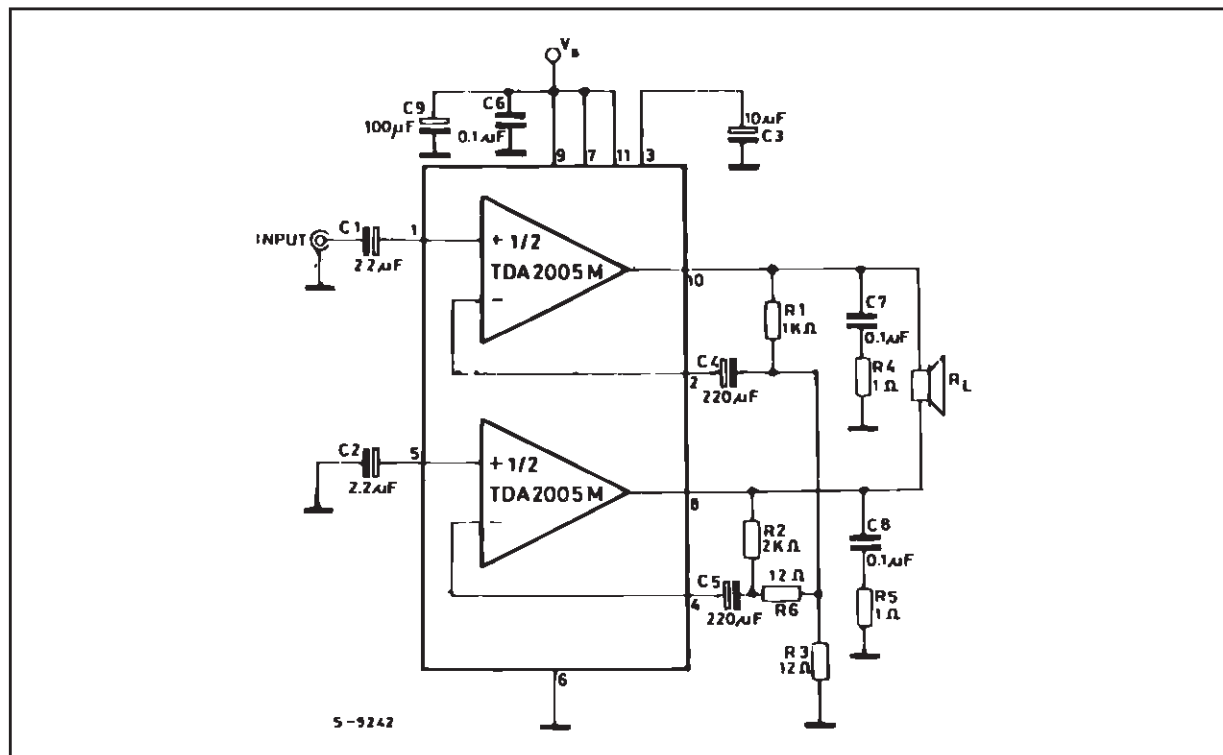 Vs
C9
100µF
C6
0.1µF
10µF
C3
9
7
11
3
INPUT
C1
2.2µF
1
+ 1/2
TDA2005M
−
10
R1
1KΩ
C7
0.1µF
R4
1Ω
RL
C4
220µF
2
C2
2.2µF
5
+ 1/2
TDA2005M
−
8
R2
2KΩ
C8
0.1µF
C5
220µF
12Ω
R6
4
R5
1Ω
R3
12Ω
6
S-9242